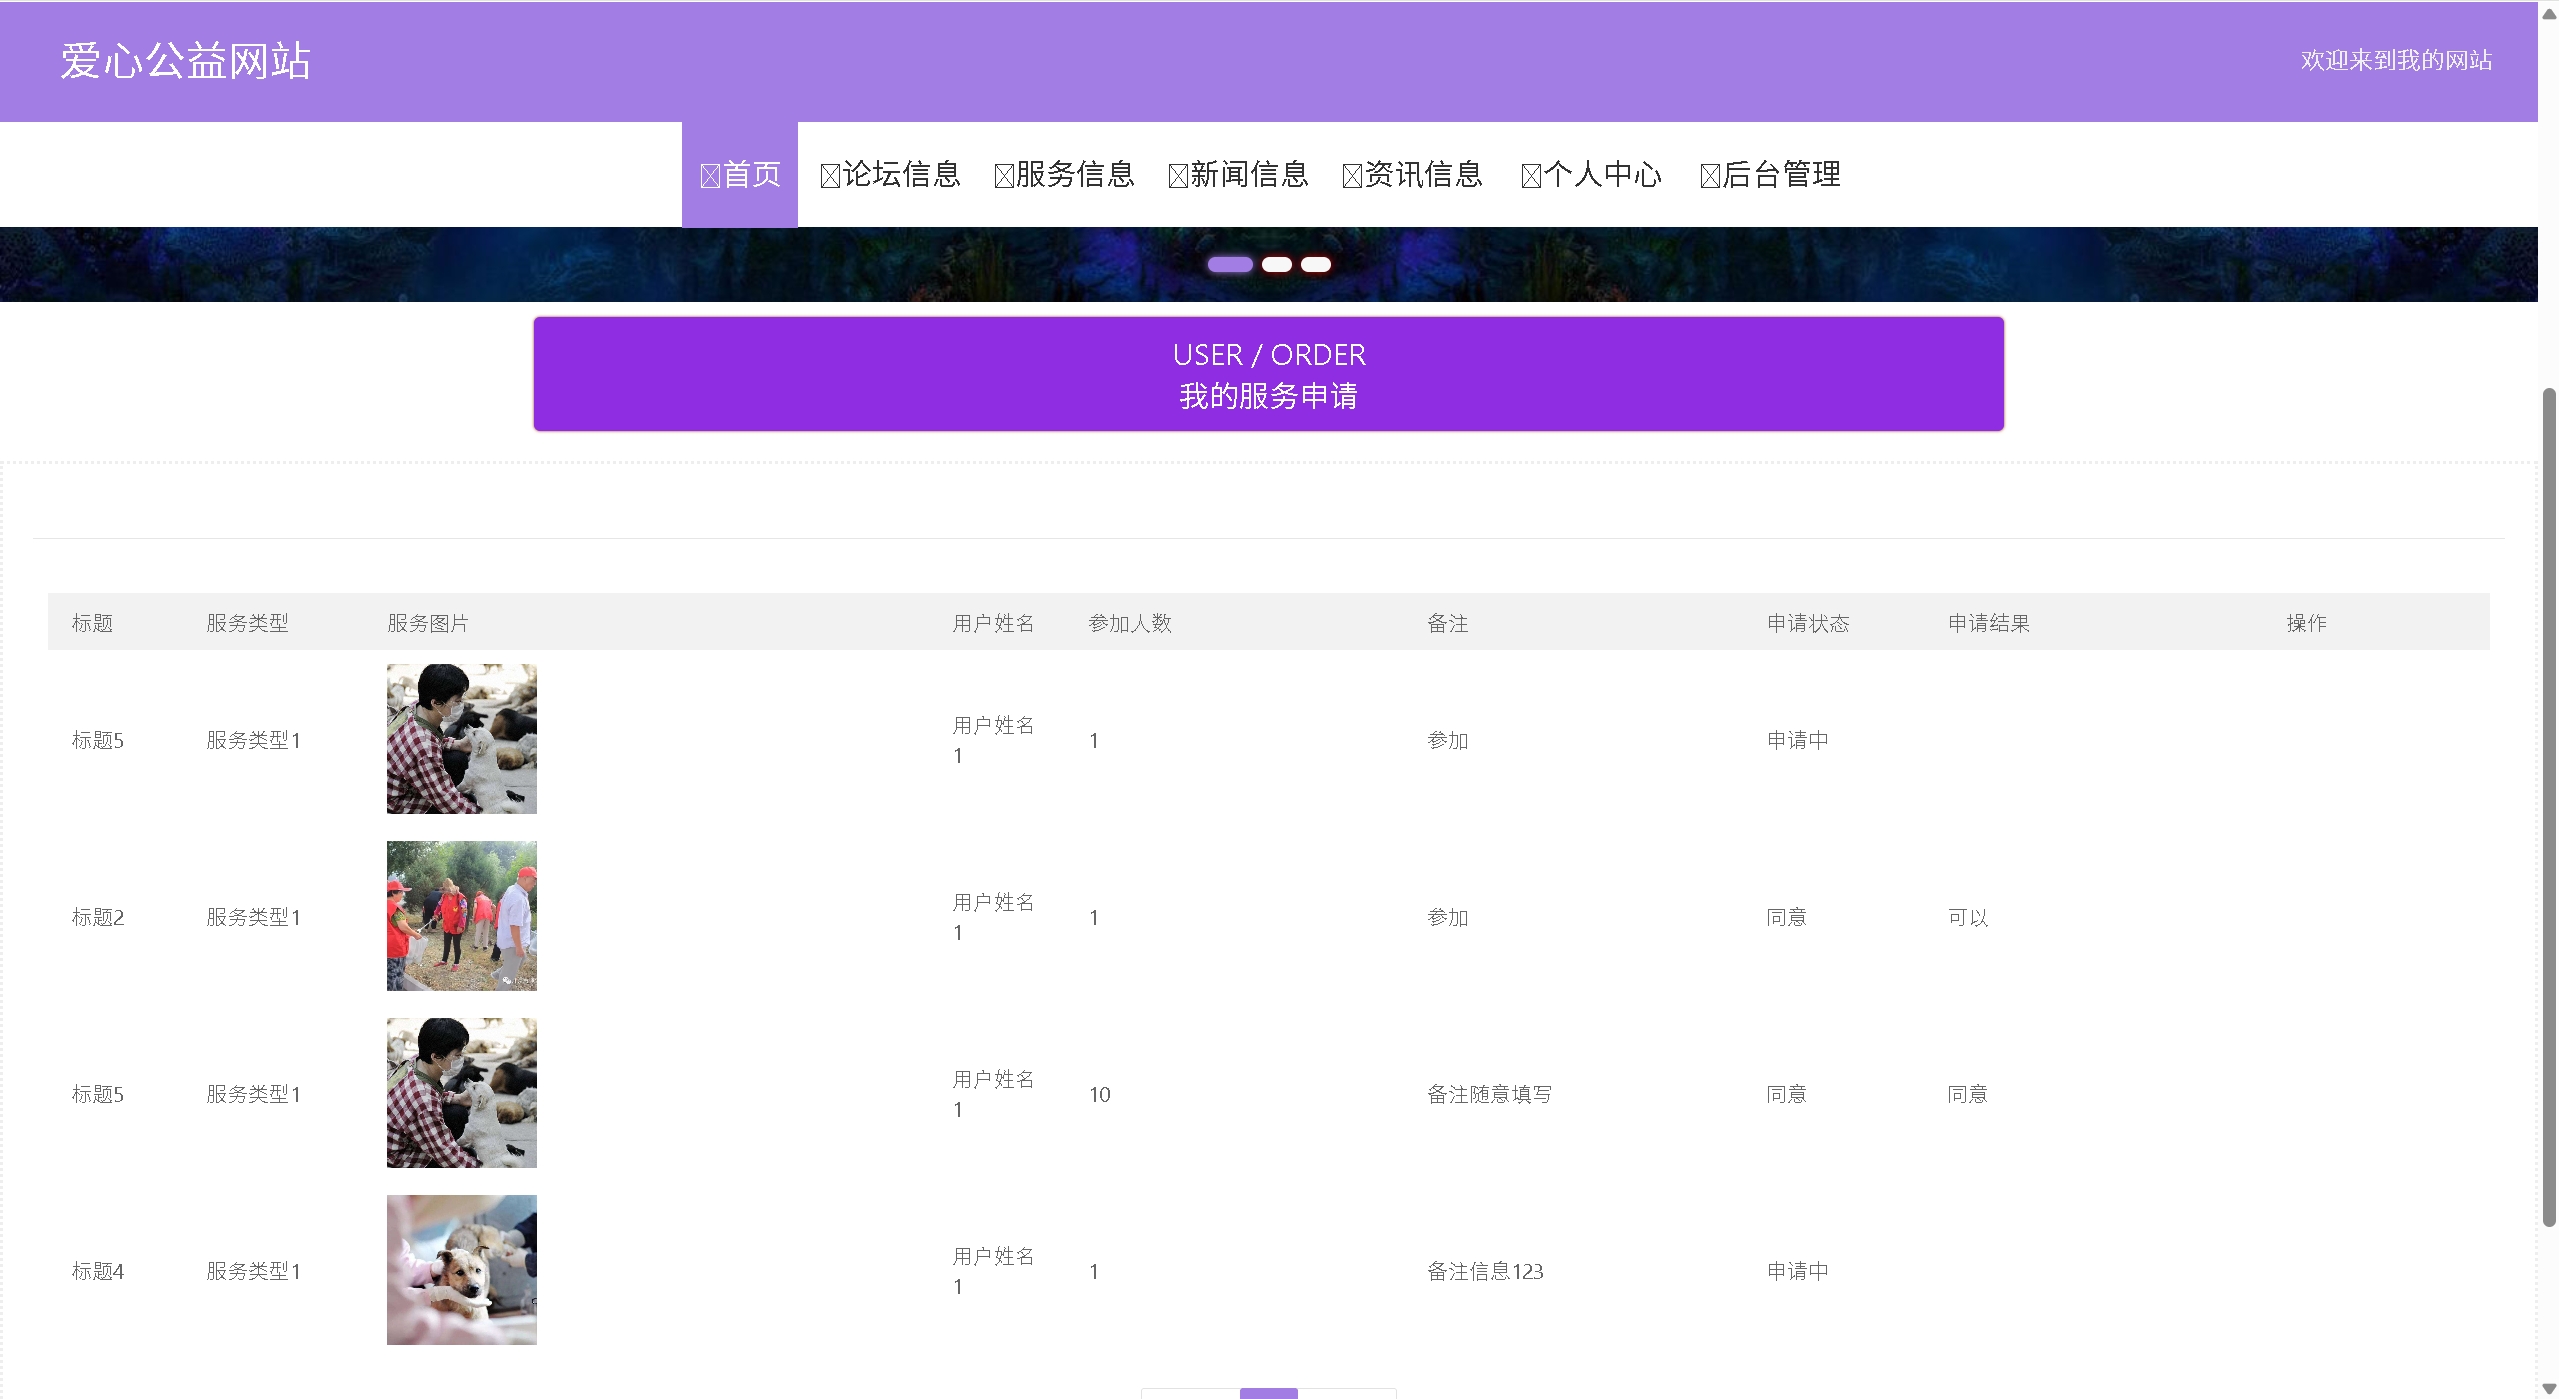 爱心公益网站
欢迎来到我的网站
首页 论坛信息 服务信息 新闻信息 资讯信息 个人中心 后台管理
USER / ORDER
我的服务申请
标题 服务类型 服务图片 用户姓名 参加人数 备注 申请状态 申请结果 操作
标题5 服务类型1 用户姓名1 1 参加 申请中
标题2 服务类型1 用户姓名1 1 参加 同意 可以
标题5 服务类型1 用户姓名1 10 备注随意填写 同意 同意
标题4 服务类型1 用户姓名1 1 备注信息123 申请中